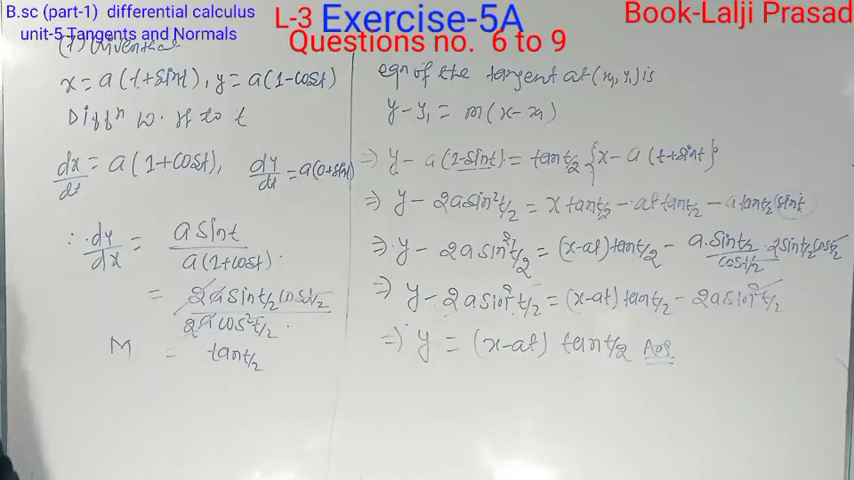 B.sc (part-1) differential calculus
unit-5 Tangents and Normals
L-3 Exercise-5A
Questions no. 6 to 9
Book-Lalji Prasad
x = a(t+sint), y = a(1-cost)
Diffⁿ w.r. to t
dx/dt = a(1+cost), dy/dt = a(0+sint)
∴ dy/dx = a sint / a(1+cost).
= 2a sint/2 cost/2 / 2a cos²t/2.
M = tan t/2
eqn of the tangent at (x₁, y₁) is
y-y₁ = m(x-x₁)
⇒ y - a(1-sint) = tan t/2 {x - a(t+sint)}
⇒ y - 2a sin² t/2 = x tan t/2 - at tan t/2 - a tan t/2 sint
⇒ y - 2a sin² t/2 = (x-at) tan t/2 - a. sin t/2 / cos t/2 · 2 sin t/2 cos t/2
⇒ y - 2a sin² t/2 = (x-at) tan t/2 - 2a sin² t/2
⇒ y = (x-at) tan t/2 Ans